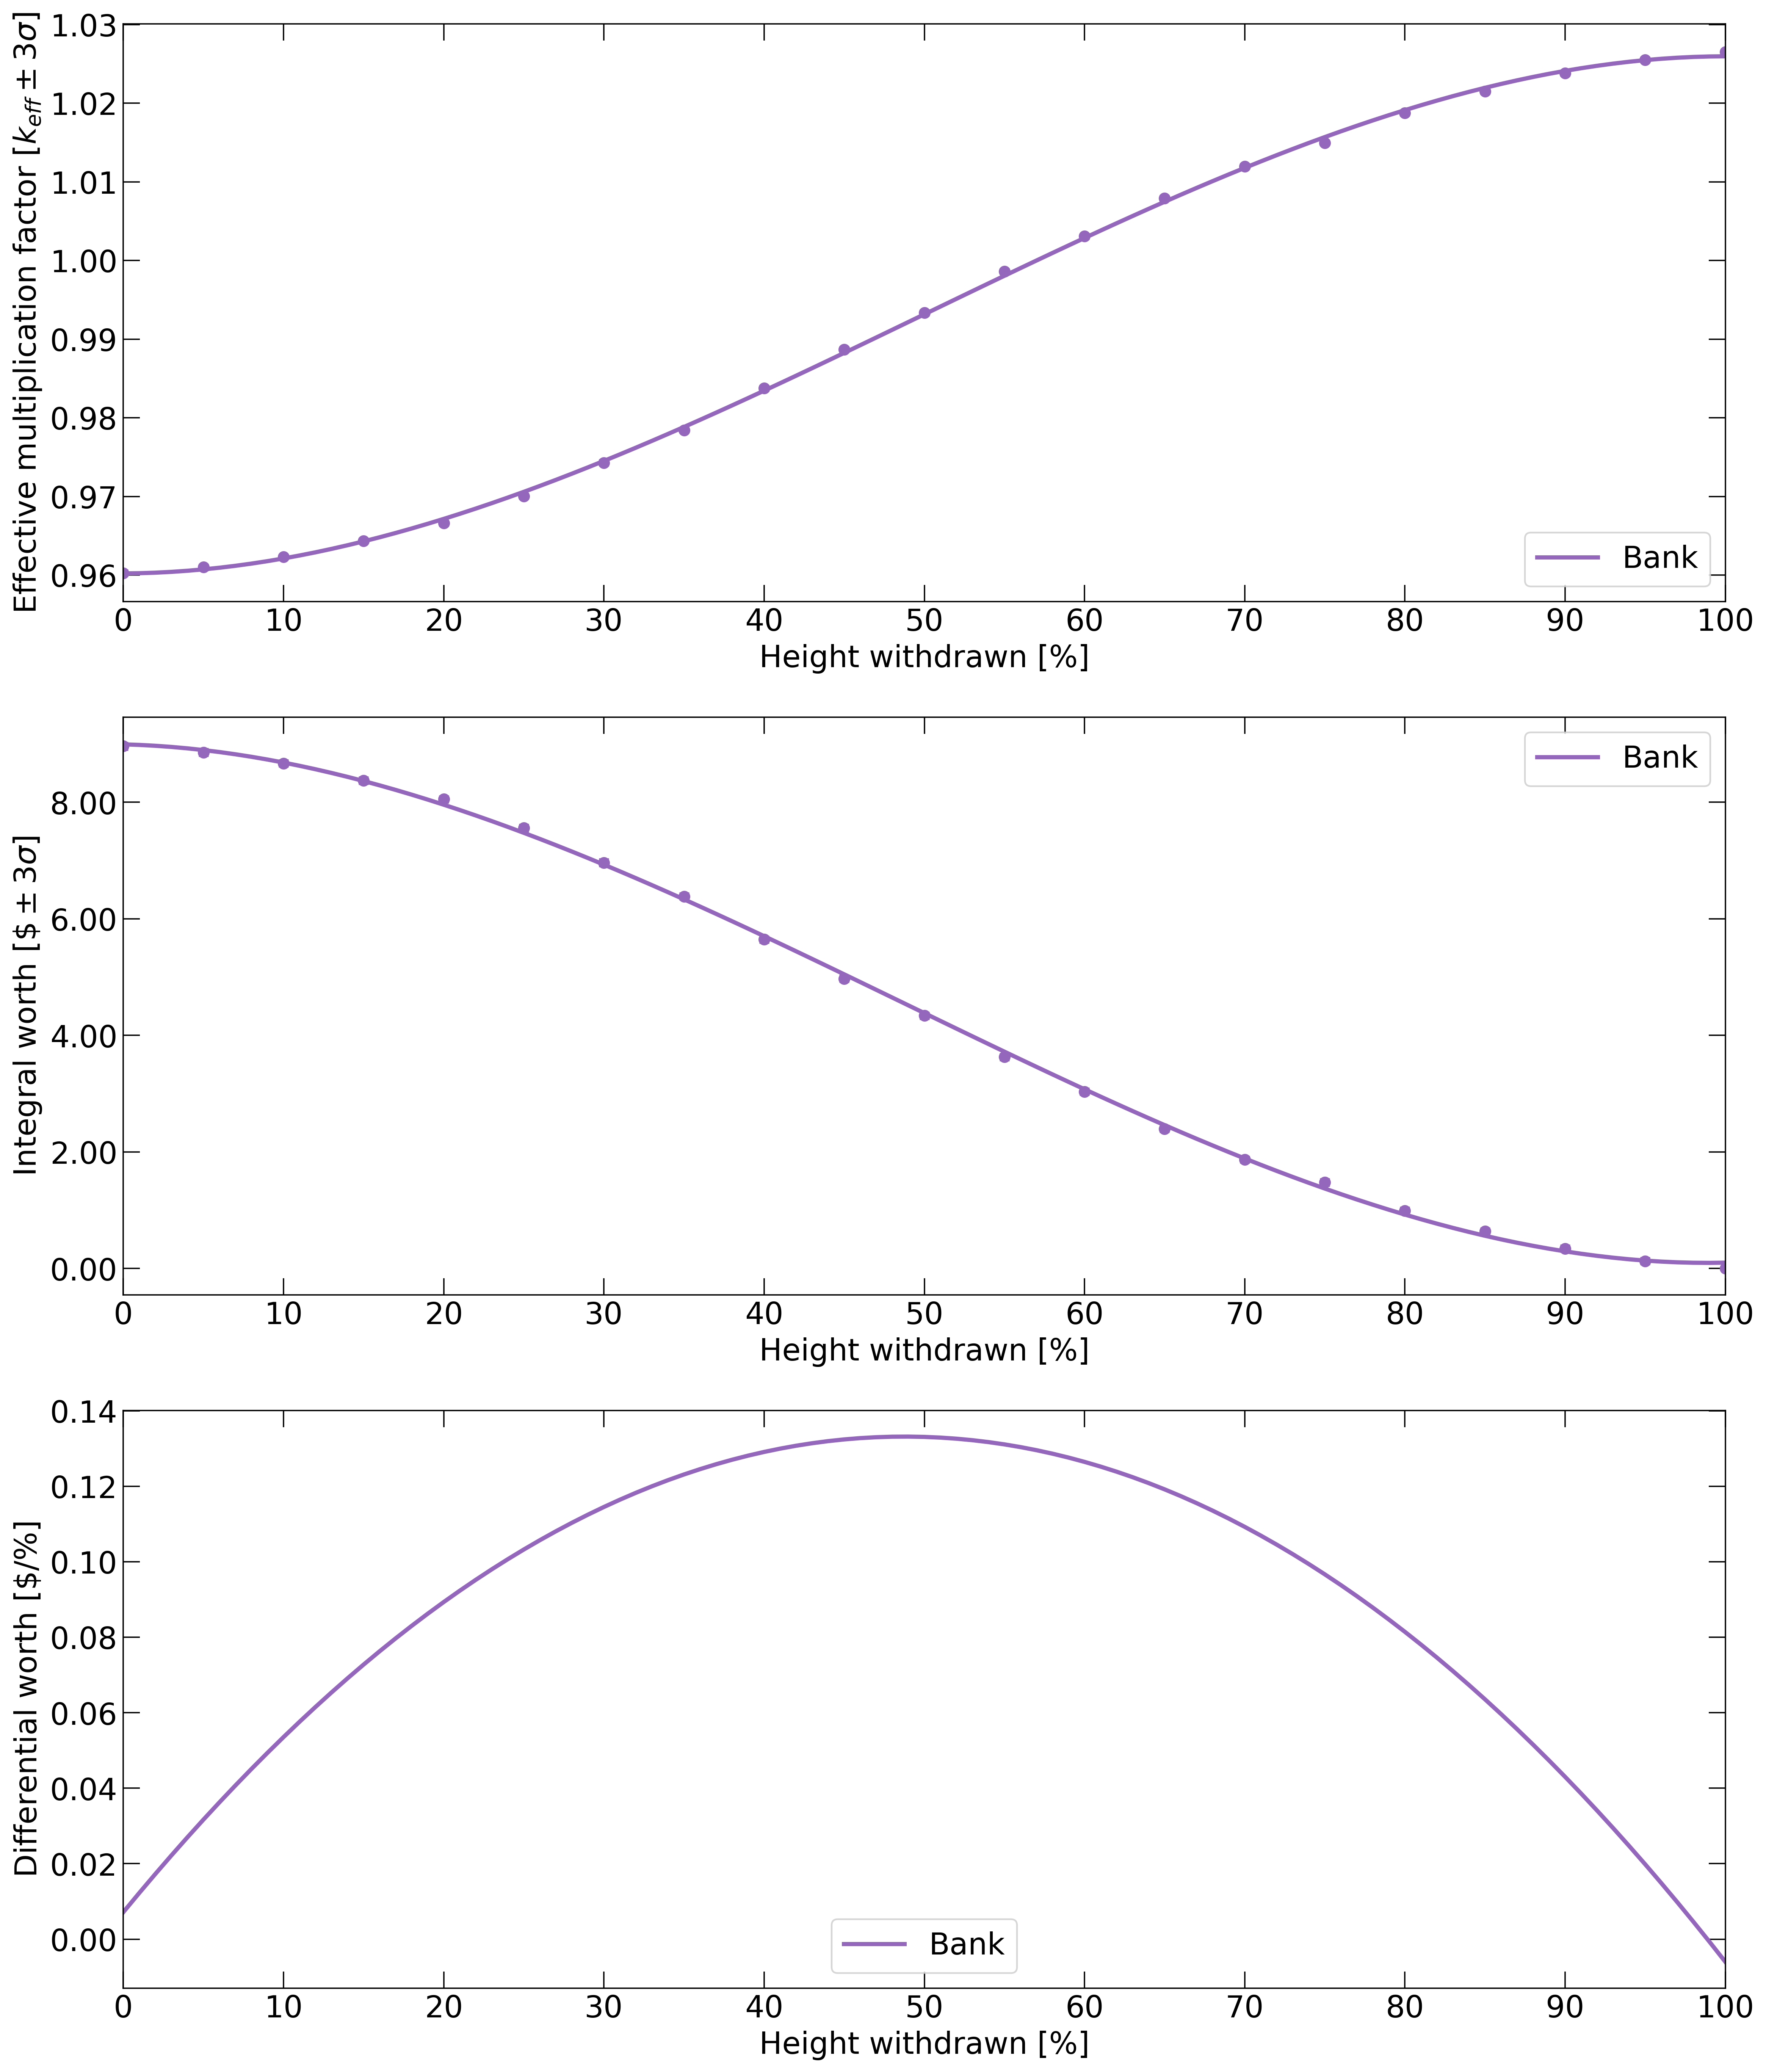 Effective multiplication factor [k_eff ± 3σ]
1.03
1.02
1.01
1.00
0.99
0.98
0.97
0.96
Bank
0 10 20 30 40 50 60 70 80 90 100
Height withdrawn [%]
Integral worth [$ ± 3σ]
8.00
6.00
4.00
2.00
0.00
Bank
0 10 20 30 40 50 60 70 80 90 100
Height withdrawn [%]
Differential worth [$/%]
0.14
0.12
0.10
0.08
0.06
0.04
0.02
0.00
Bank
0 10 20 30 40 50 60 70 80 90 100
Height withdrawn [%]